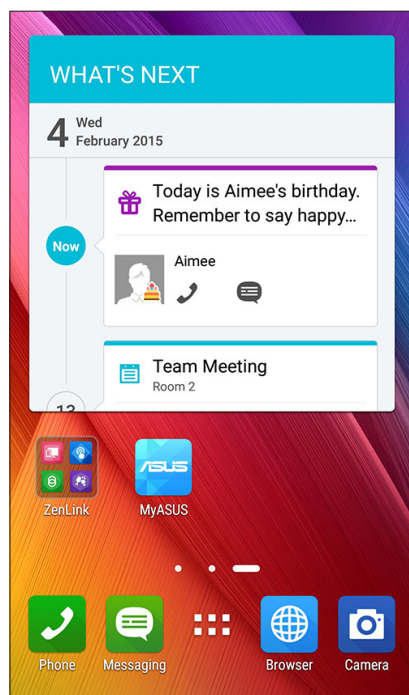 WHAT'S NEXT
4
Wed
February 2015
Today is Aimee's birthday.
Remember to say happy...
Now
Aimee
Team Meeting
Room 2
ASUS
ZenLink
MyASUS
Phone
Messaging
Browser
Camera